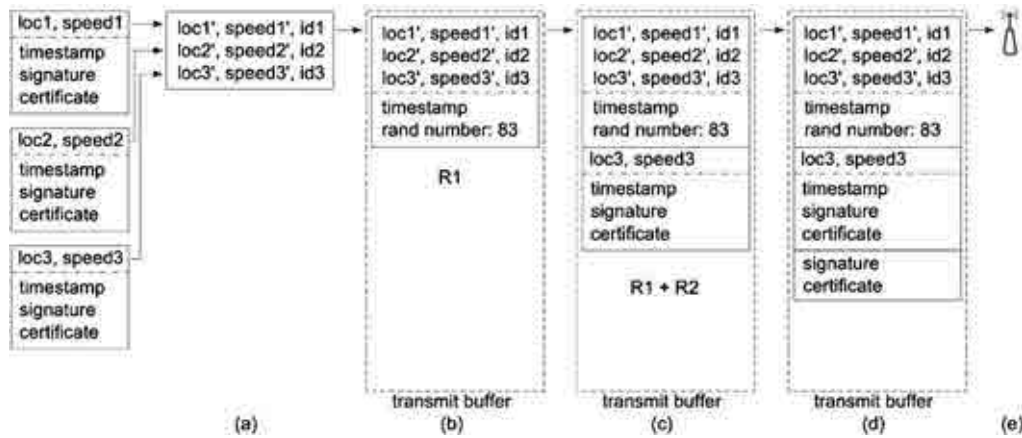 loc1, speed1
timestamp
signature
certificate
loc2, speed2
timestamp
signature
certificate
loc3, speed3
timestamp
signature
certificate
loc1', speed1', id1
loc2', speed2', id2
loc3', speed3', id3
(a)
loc1', speed1', id1
loc2', speed2', id2
loc3', speed3', id3
timestamp
rand number: 83
R1
transmit buffer
(b)
loc1', speed1', id1
loc2', speed2', id2
loc3', speed3', id3
timestamp
rand number: 83
loc3, speed3
timestamp
signature
certificate
R1 + R2
transmit buffer
(c)
loc1', speed1', id1
loc2', speed2', id2
loc3', speed3', id3
timestamp
rand number: 83
loc3, speed3
timestamp
signature
certificate
signature
certificate
transmit buffer
(d)
(e)